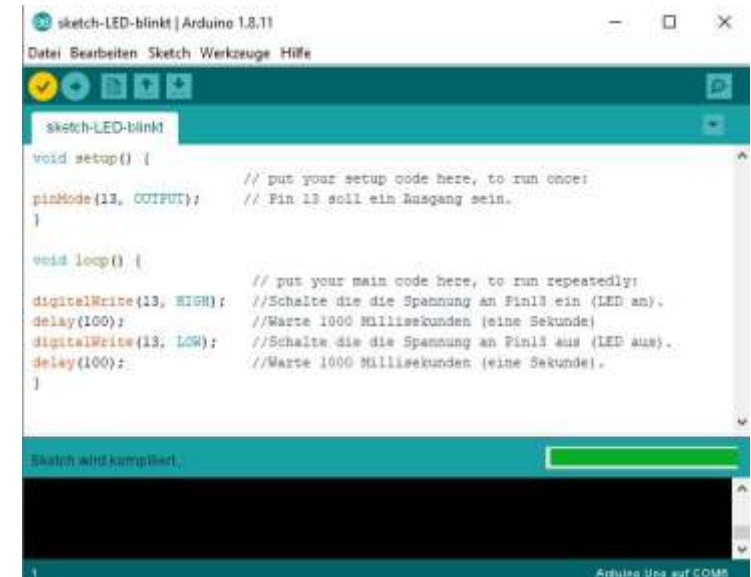 sketch-LED-blinkt | Arduino 1.8.11
Datei Bearbeiten Sketch Werkzeuge Hilfe
sketch-LED-blinkt
void setup() {
// put your setup code here, to run once:
pinMode(13, OUTPUT); // Pin 13 soll ein Ausgang sein.
}
void loop() {
// put your main code here, to run repeatedly:
digitalWrite(13, HIGH); //Schalte die die Spannung an Pin13 ein (LED an).
delay(100); //Warte 1000 Millisekunden (eine Sekunde)
digitalWrite(13, LOW); //Schalte die die Spannung an Pin13 aus (LED aus).
delay(100); //Warte 1000 Millisekunden (eine Sekunde).
}
Sketch wird kompiliert...
1 Arduino Uno auf COM6